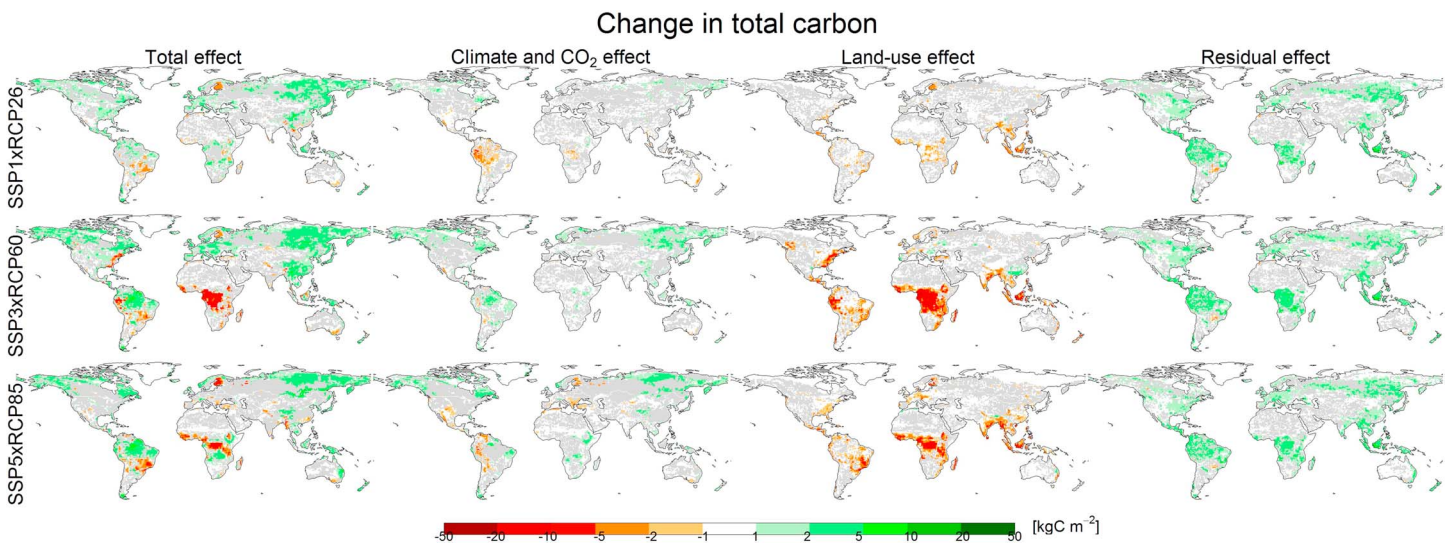 Change in total carbon
Total effect
Climate and CO₂ effect
Land-use effect
Residual effect
SSP1xRCP26
SSP3xRCP60
SSP5xRCP85
-50 -20 -10 -5 -2 -1 1 2 5 10 20 50 [kgC m⁻²]